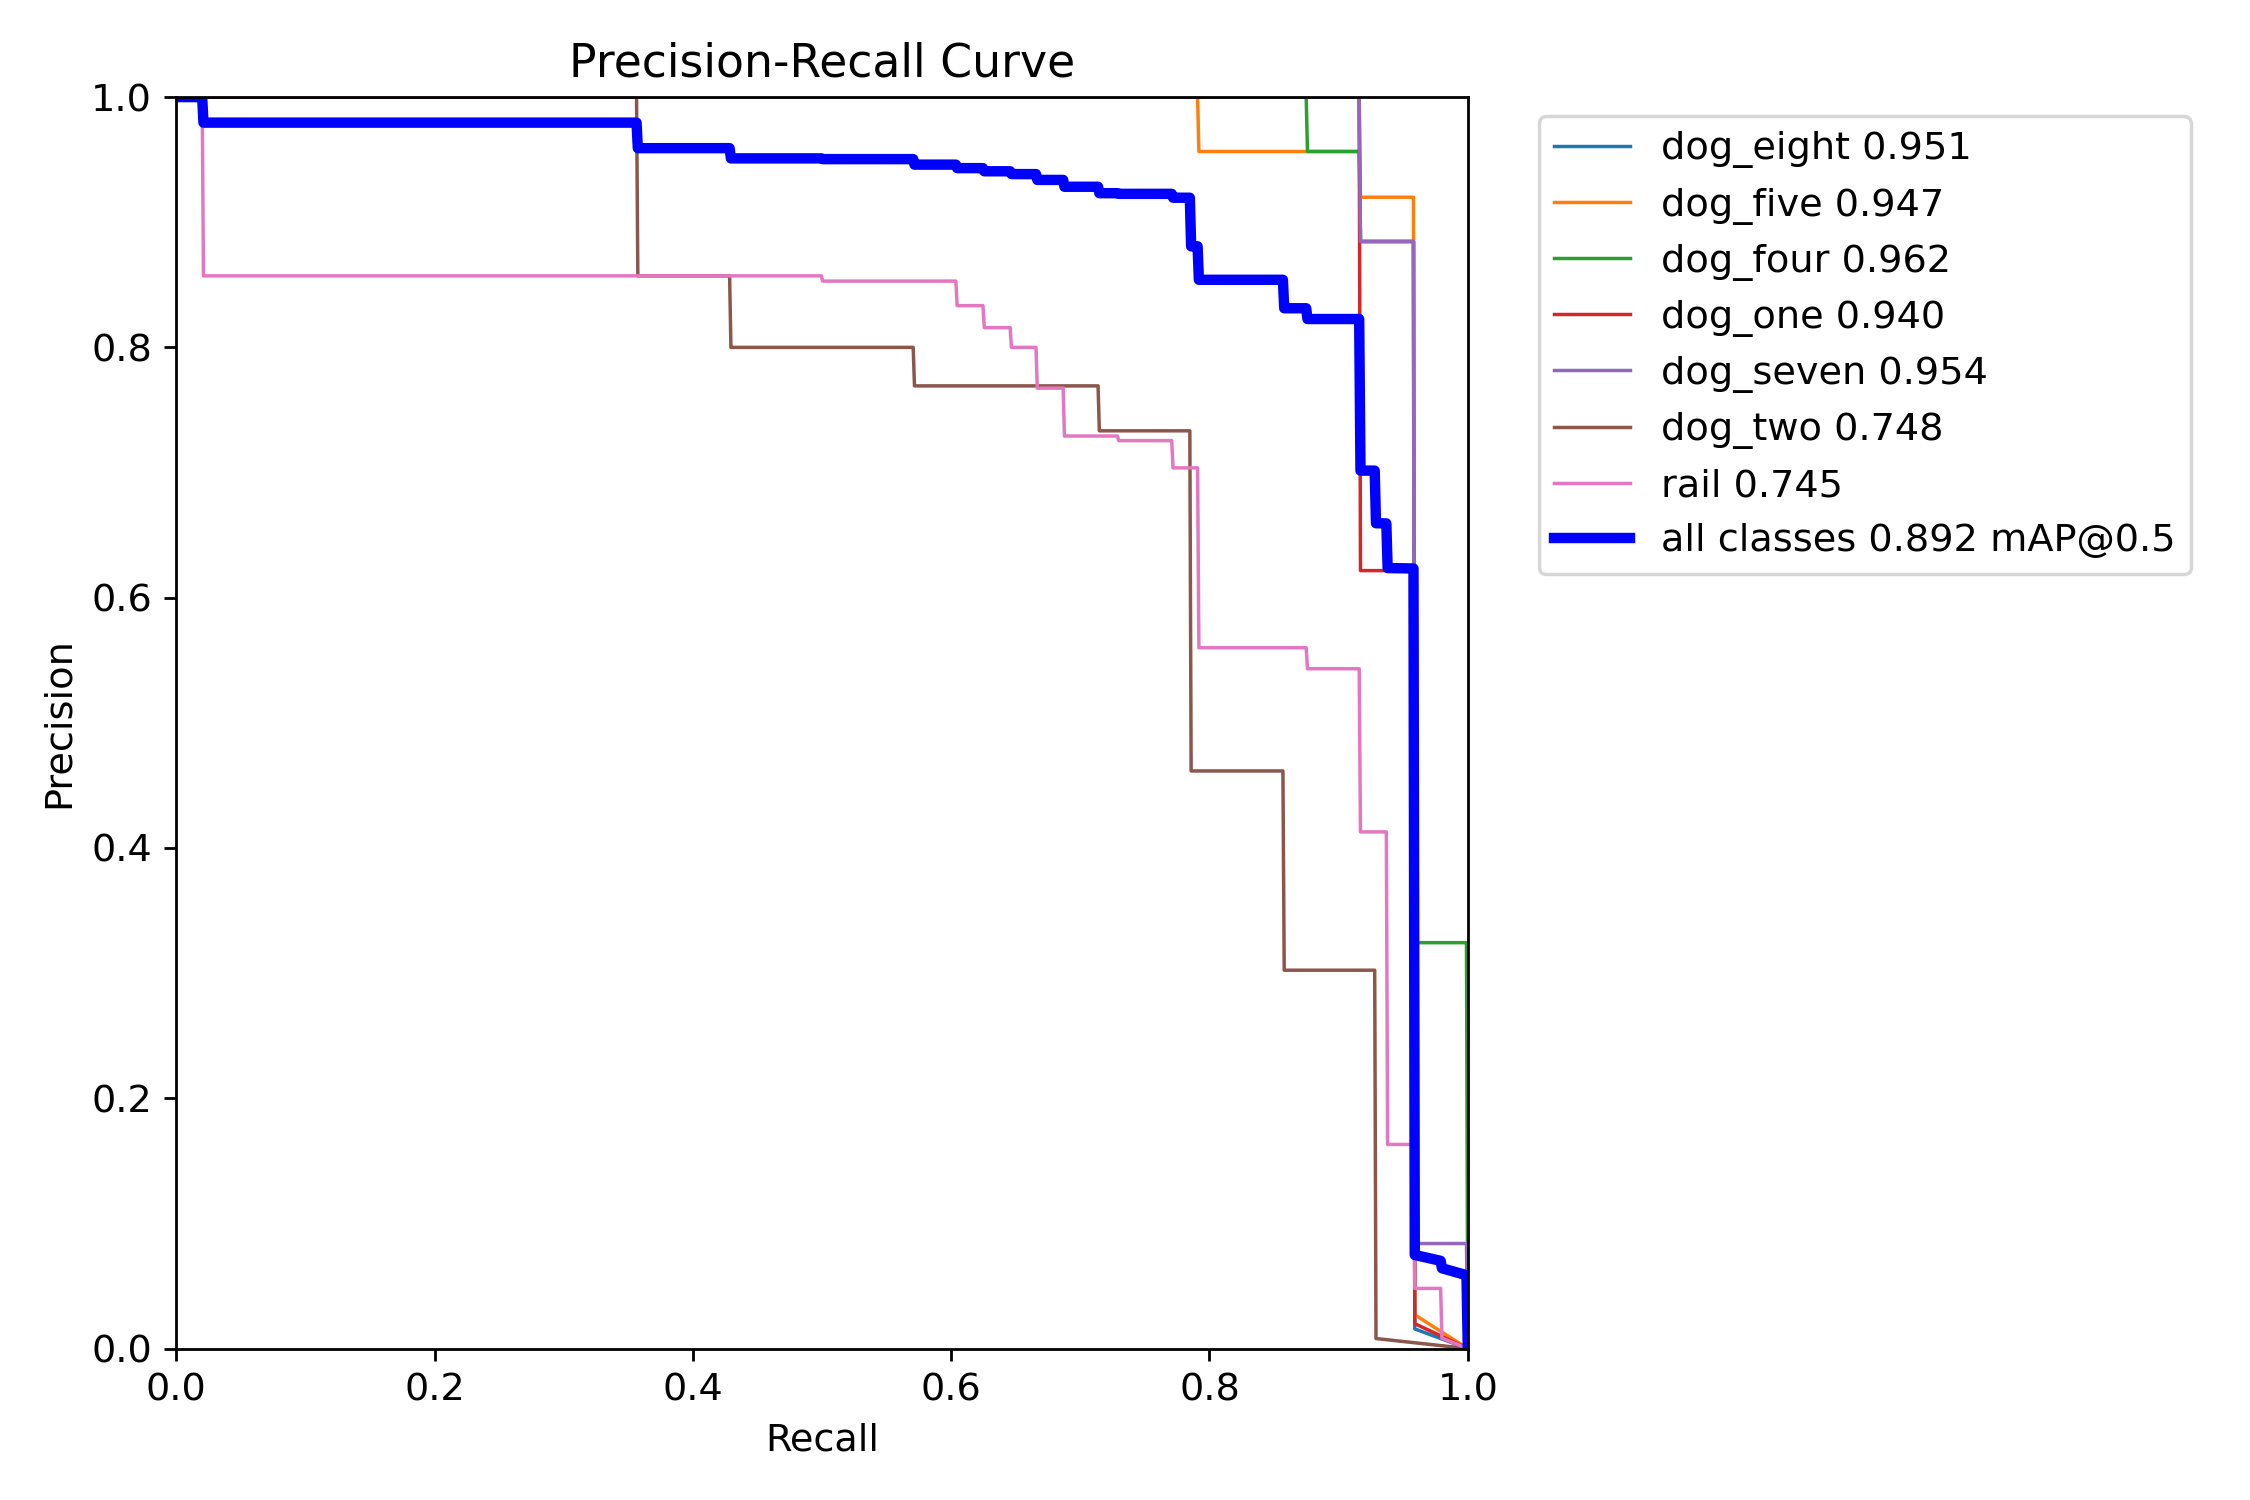 Precision-Recall Curve
1.0
0.8
0.6
0.4
0.2
0.0
Precision
0.0 0.2 0.4 0.6 0.8 1.0
Recall
dog_eight 0.951
dog_five 0.947
dog_four 0.962
dog_one 0.940
dog_seven 0.954
dog_two 0.748
rail 0.745
all classes 0.892 mAP@0.5